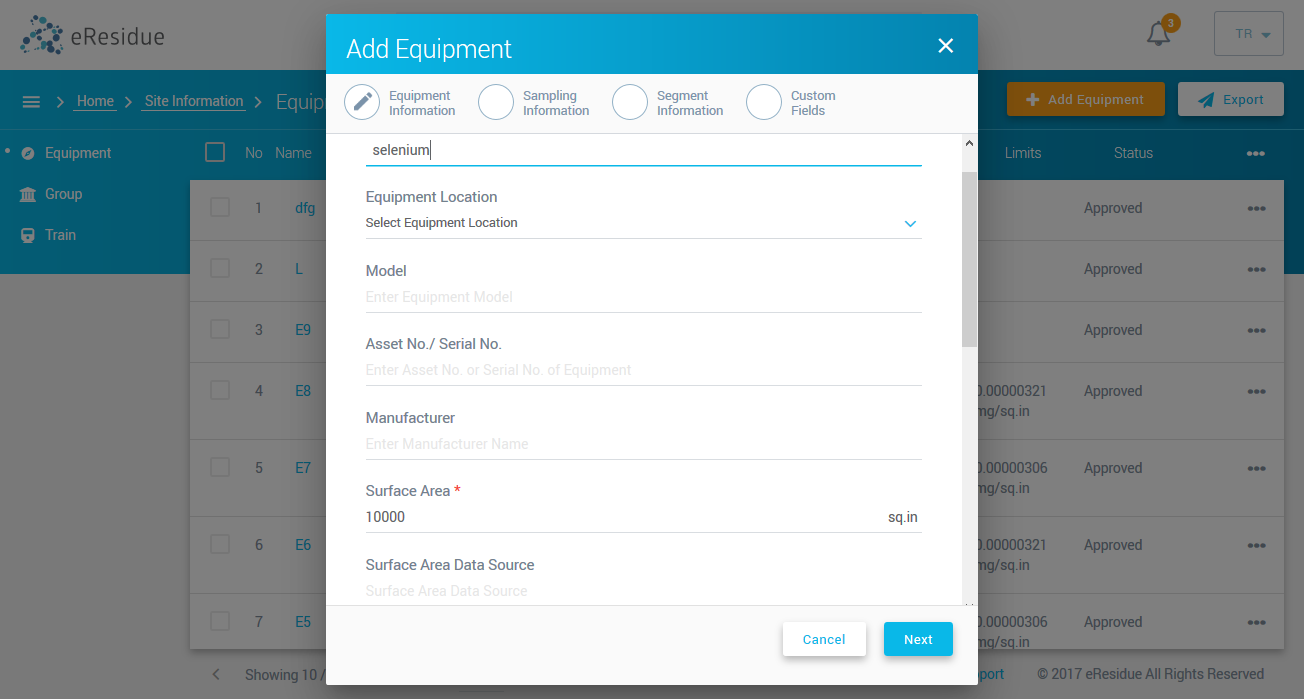 eResidue
3
TR
Add Equipment
Home
Site Information
Equip
Add Equipment
Export
Equipment Information
Sampling Information
Segment Information
Custom Fields
Equipment
Group
Train
No
Name
Limits
Status
selenium
Equipment Location
Select Equipment Location
Model
Enter Equipment Model
Asset No./ Serial No.
Enter Asset No. or Serial No. of Equipment
Manufacturer
Enter Manufacturer Name
Surface Area *
10000
sq.in
Surface Area Data Source
Surface Area Data Source
1
dfg
Approved
2
L
Approved
3
E9
Approved
4
E8
0.00000321
mg/sq.in
Approved
5
E7
0.00000306
mg/sq.in
Approved
6
E6
0.00000321
mg/sq.in
Approved
7
E5
0.00000306
mg/sq.in
Approved
Cancel
Next
Showing 10 /
port
© 2017 eResidue All Rights Reserved